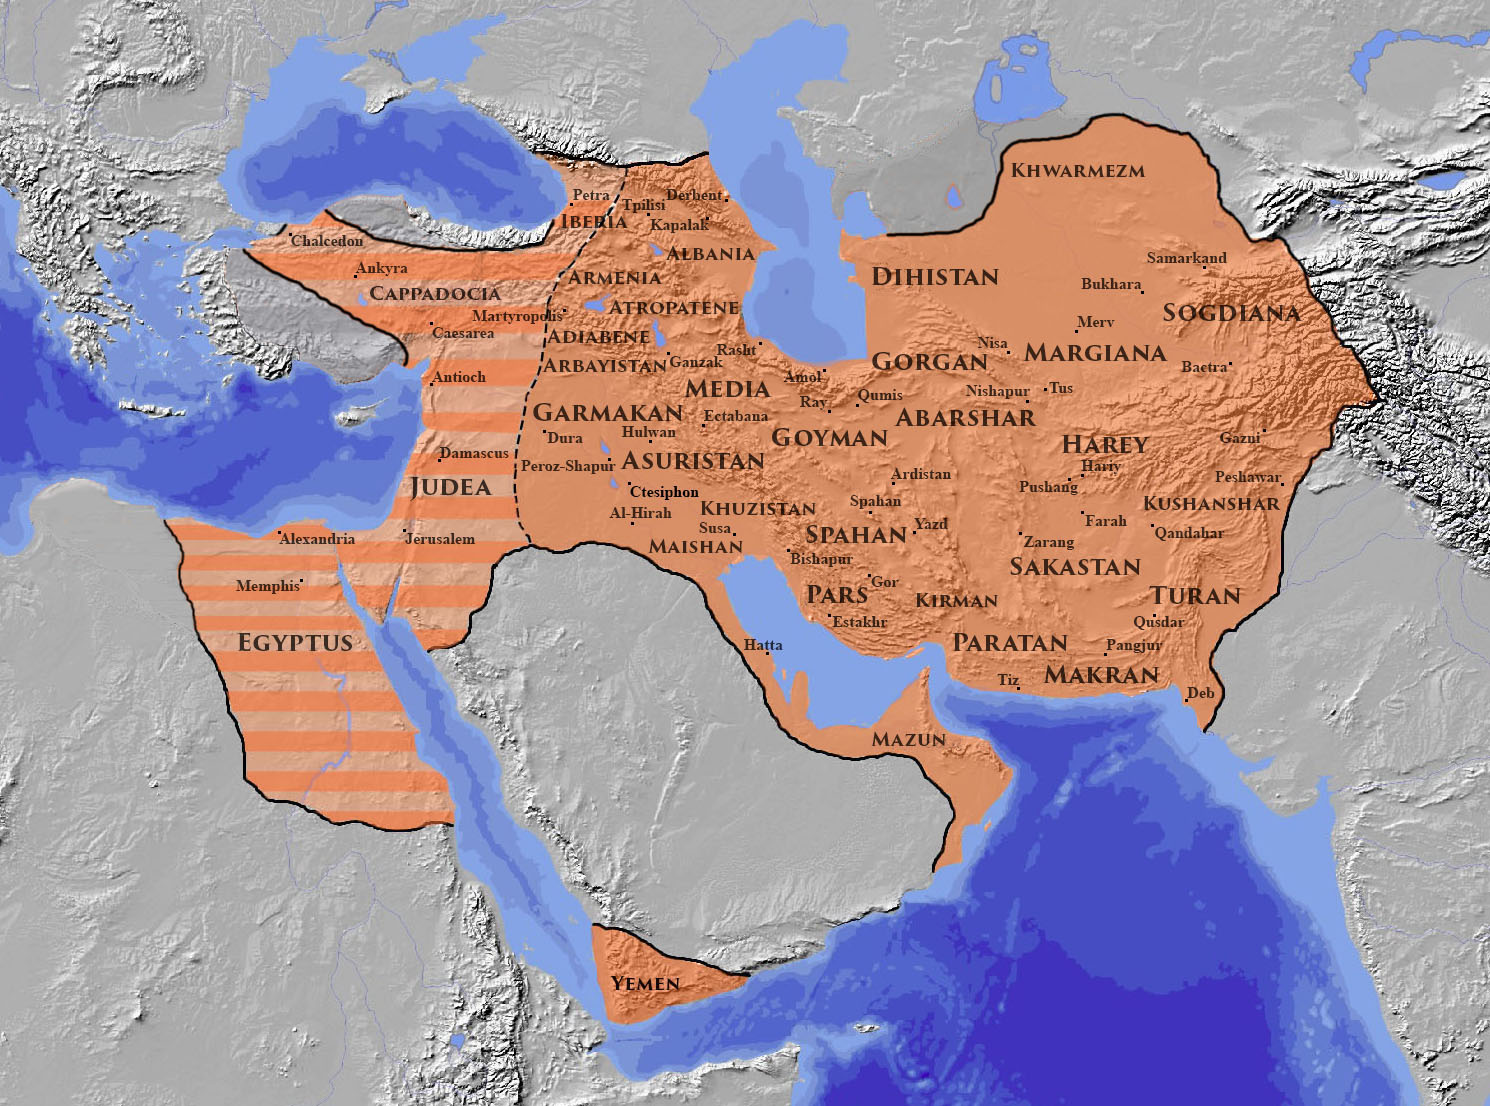 KHWARMEZM
Petra
Derbent
Tpilisi
IBERIA
Kapalak
Chalcedon
ALBANIA
Samarkand
Ankyra
ARMENIA
DIHISTAN
Bukhara
CAPPADOCIA
ATROPATENE
SOGDIANA
Martyropolis
Merv
Caesarea
ADIABENE
Nisa
Rasht
MARGIANA
ARBAYISTAN
Ganzak
GORGAN
Baetra
Antioch
Amol
MEDIA
Nishapur
Tus
Qumis
Ray
GARMAKAN
Ectabana
ABARSHAR
Hulwan
Dura
GOYMAN
Gazni
HAREY
Damascus
Peroz-Shapur
ASURISTAN
Hariy
Ardistan
Peshawar
JUDEA
Pushang
Ctesiphon
Spahan
KUSHANSHAR
KHUZISTAN
Al-Hirah
Susa
Yazd
Farah
Alexandria
Jerusalem
SPAHAN
Qandahar
MAISHAN
Zarang
Bishapur
SAKASTAN
Memphis
Gor
PARS
KIRMAN
TURAN
Estakhr
Qusdar
EGYPTUS
Hatta
PARATAN
Pangjur
MAKRAN
Tiz
Deb
MAZUN
YEMEN